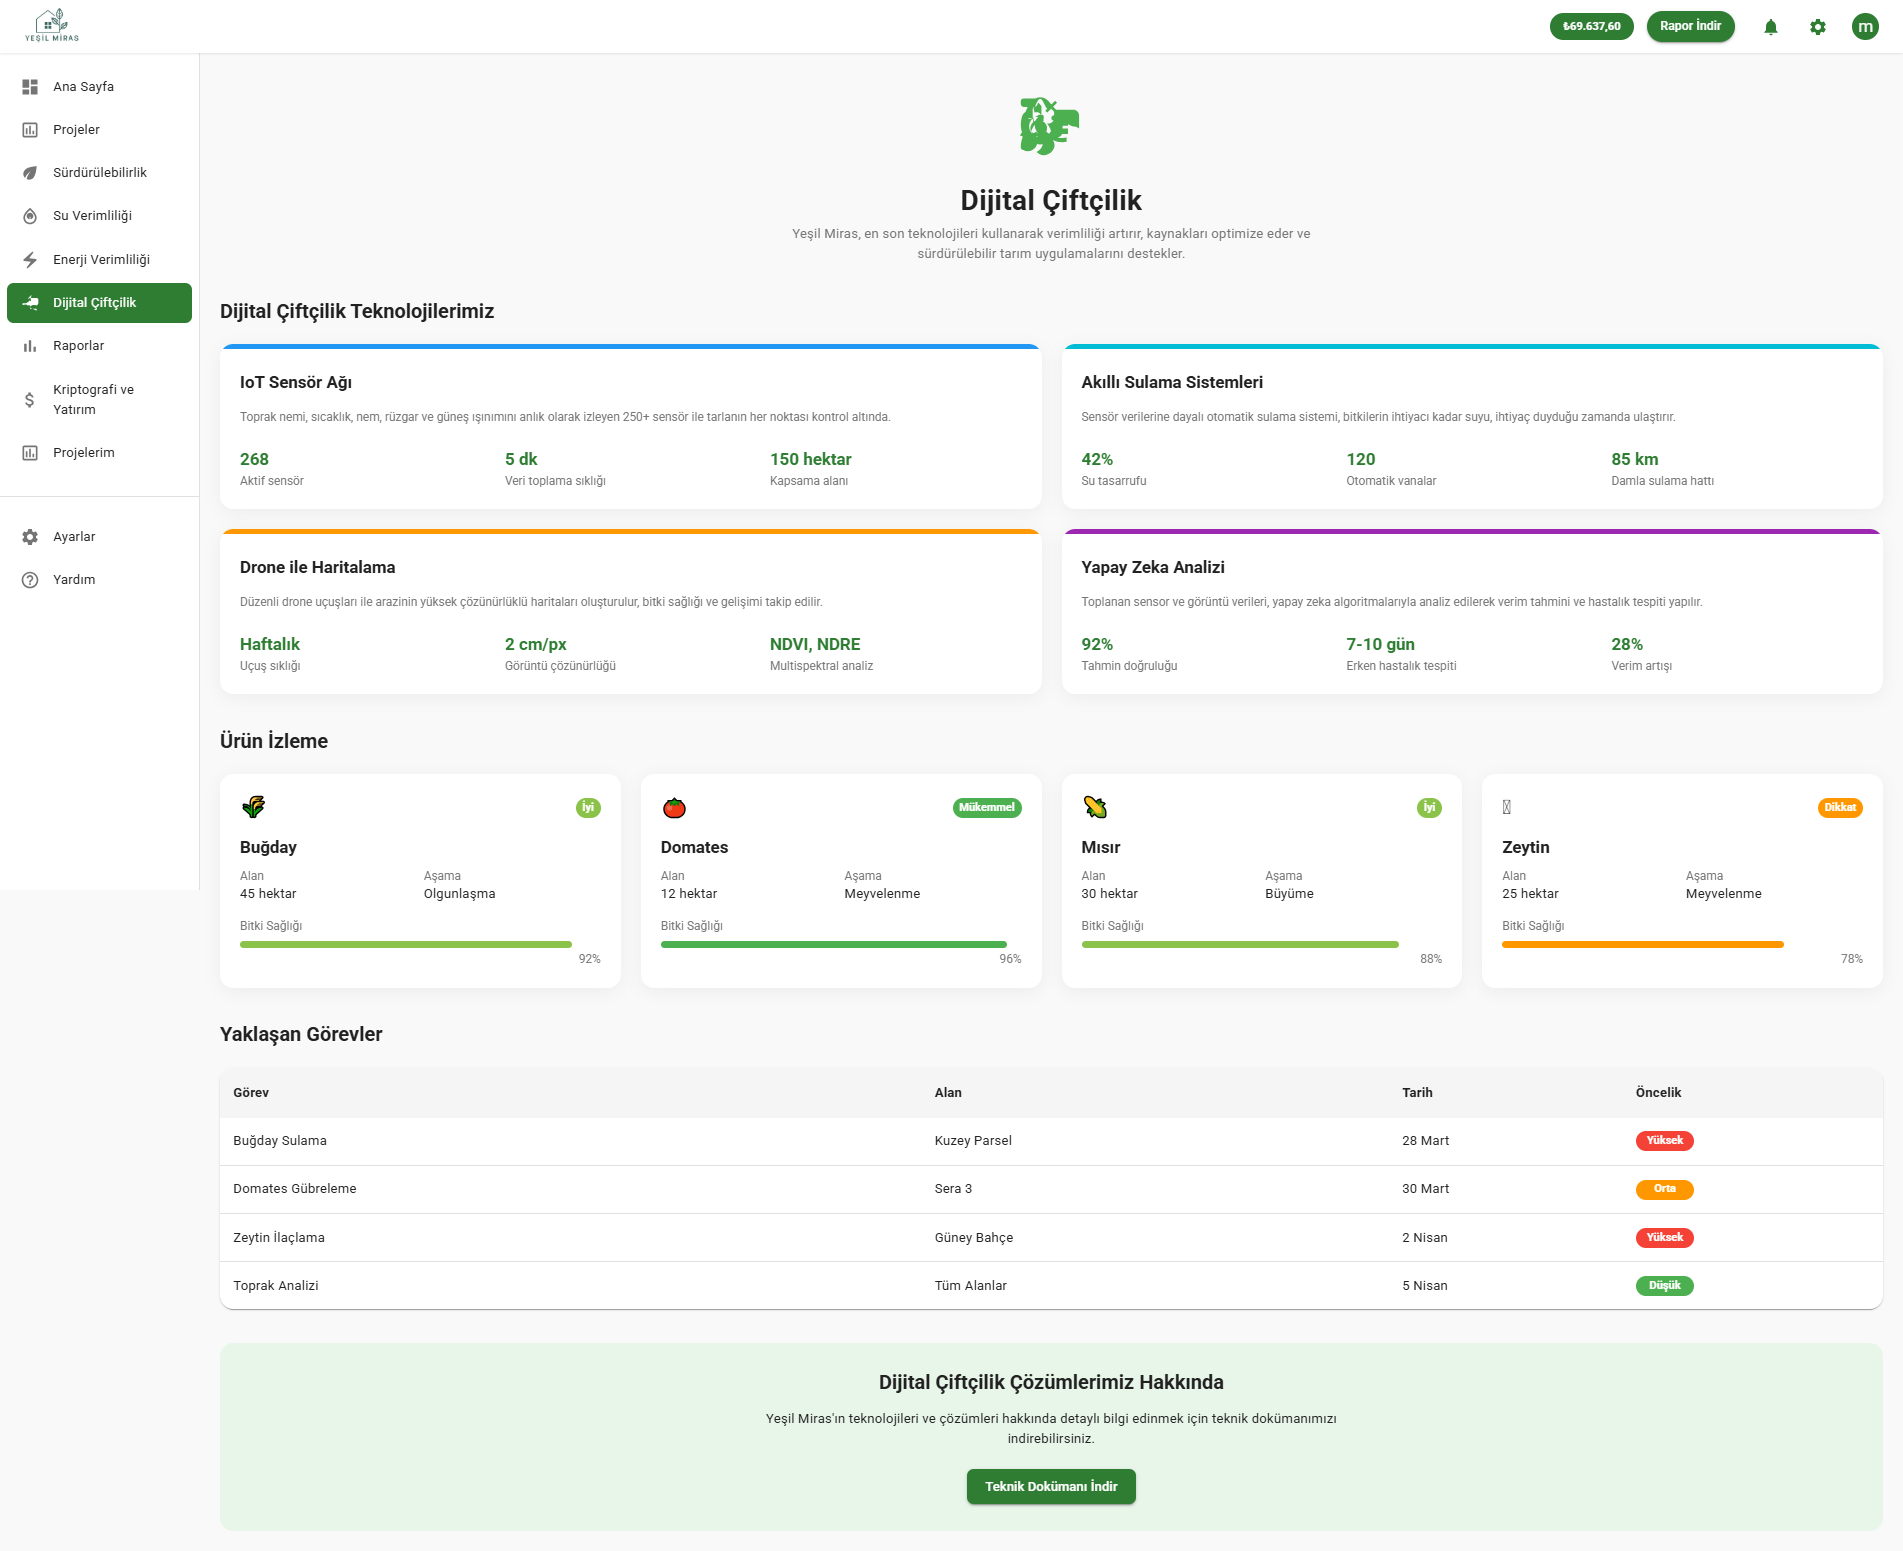 YEŞİL MİRAS
₺69.637,60
Rapor İndir
m
Ana Sayfa
Projeler
Sürdürülebilirlik
Su Verimliliği
Enerji Verimliliği
Dijital Çiftçilik
Raporlar
Kriptografi ve
Yatırım
Projelerim
Ayarlar
Yardım
Dijital Çiftçilik
Yeşil Miras, en son teknolojileri kullanarak verimliliği artırır, kaynakları optimize eder ve
sürdürülebilir tarım uygulamalarını destekler.
Dijital Çiftçilik Teknolojilerimiz
IoT Sensör Ağı
Toprak nemi, sıcaklık, nem, rüzgar ve güneş ışınımını anlık olarak izleyen 250+ sensör ile tarlanın her noktası kontrol altında.
268 5 dk 150 hektar
Aktif sensör Veri toplama sıklığı Kapsama alanı
Akıllı Sulama Sistemleri
Sensör verilerine dayalı otomatik sulama sistemi, bitkilerin ihtiyacı kadar suyu, ihtiyaç duyduğu zamanda ulaştırır.
42% 120 85 km
Su tasarrufu Otomatik vanalar Damla sulama hattı
Drone ile Haritalama
Düzenli drone uçuşları ile arazinin yüksek çözünürlüklü haritaları oluşturulur, bitki sağlığı ve gelişimi takip edilir.
Haftalık 2 cm/px NDVI, NDRE
Uçuş sıklığı Görüntü çözünürlüğü Multispektral analiz
Yapay Zeka Analizi
Toplanan sensor ve görüntü verileri, yapay zeka algoritmalarıyla analiz edilerek verim tahmini ve hastalık tespiti yapılır.
92% 7-10 gün 28%
Tahmin doğruluğu Erken hastalık tespiti Verim artışı
Ürün İzleme
İyi
Buğday
Alan Aşama
45 hektar Olgunlaşma
Bitki Sağlığı
92%
Mükemmel
Domates
Alan Aşama
12 hektar Meyvelenme
Bitki Sağlığı
96%
İyi
Mısır
Alan Aşama
30 hektar Büyüme
Bitki Sağlığı
88%
Dikkat
Zeytin
Alan Aşama
25 hektar Meyvelenme
Bitki Sağlığı
78%
Yaklaşan Görevler
Görev Alan Tarih Öncelik
Buğday Sulama Kuzey Parsel 28 Mart Yüksek
Domates Gübreleme Sera 3 30 Mart Orta
Zeytin İlaçlama Güney Bahçe 2 Nisan Yüksek
Toprak Analizi Tüm Alanlar 5 Nisan Düşük
Dijital Çiftçilik Çözümlerimiz Hakkında
Yeşil Miras'ın teknolojileri ve çözümleri hakkında detaylı bilgi edinmek için teknik dokümanımızı
indirebilirsiniz.
Teknik Dokümanı İndir